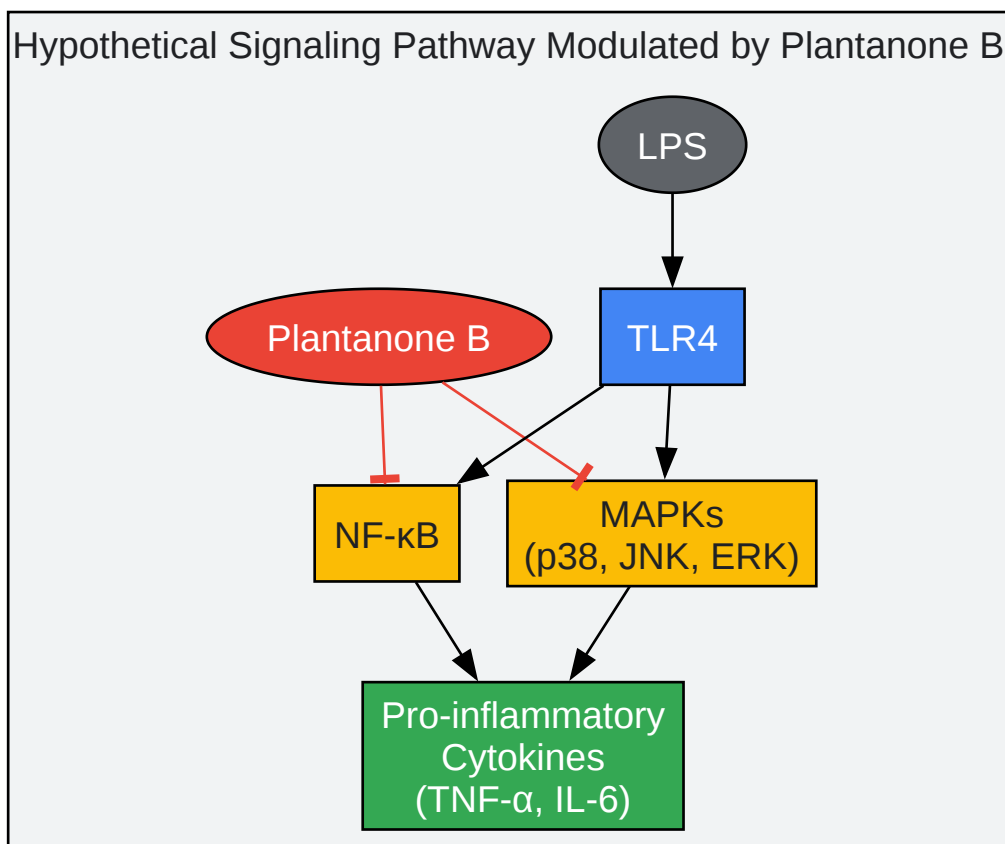 Hypothetical Signaling Pathway Modulated by Plantanone B
LPS
Plantanone B
TLR4
NF-κB
MAPKs
(p38, JNK, ERK)
Pro-inflammatory
Cytokines
(TNF-α, IL-6)